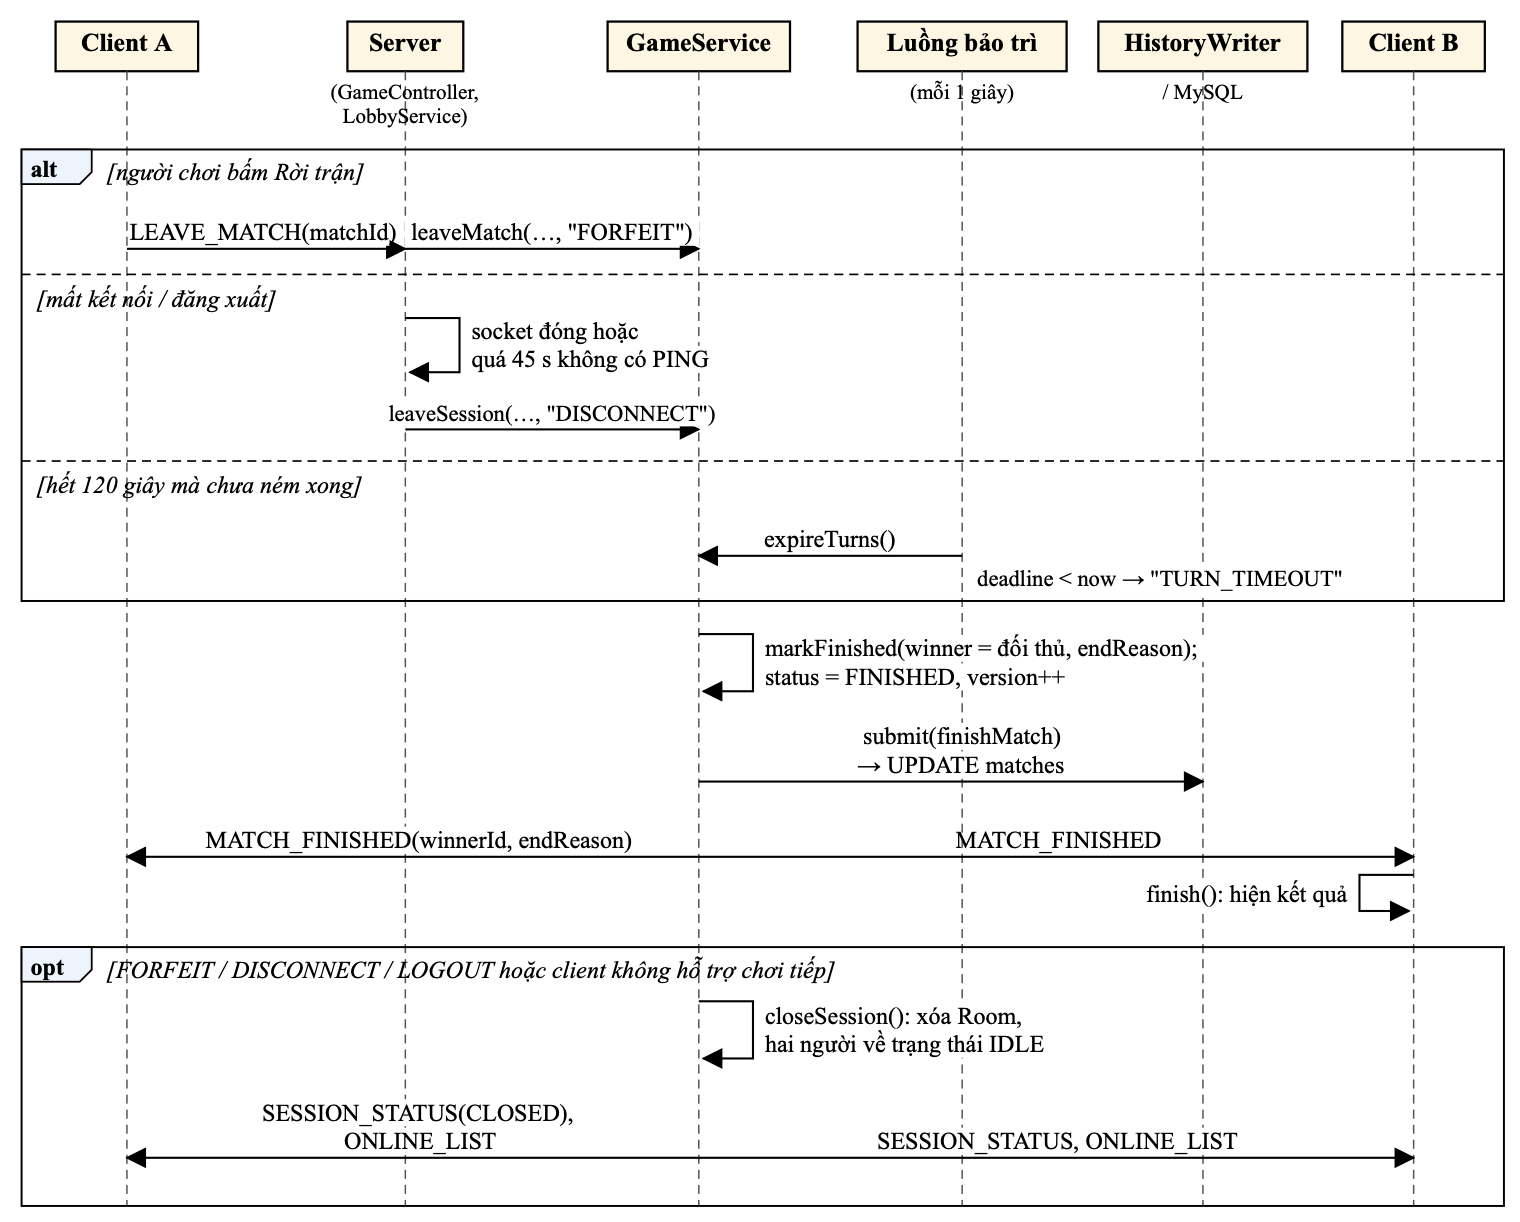 Client A
Server
GameService
Luồng bảo trì
HistoryWriter
Client B
(GameController,
LobbyService)
(mỗi 1 giây)
/ MySQL
alt
[người chơi bấm Rời trận]
LEAVE_MATCH(matchId)
leaveMatch(…, "FORFEIT")
[mất kết nối / đăng xuất]
socket đóng hoặc
quá 45 s không có PING
leaveSession(…, "DISCONNECT")
[hết 120 giây mà chưa ném xong]
expireTurns()
deadline < now → "TURN_TIMEOUT"
markFinished(winner = đối thủ, endReason);
status = FINISHED, version++
submit(finishMatch)
→ UPDATE matches
MATCH_FINISHED(winnerId, endReason)
MATCH_FINISHED
finish(): hiện kết quả
opt
[FORFEIT / DISCONNECT / LOGOUT hoặc client không hỗ trợ chơi tiếp]
closeSession(): xóa Room,
hai người về trạng thái IDLE
SESSION_STATUS(CLOSED),
ONLINE_LIST
SESSION_STATUS, ONLINE_LIST